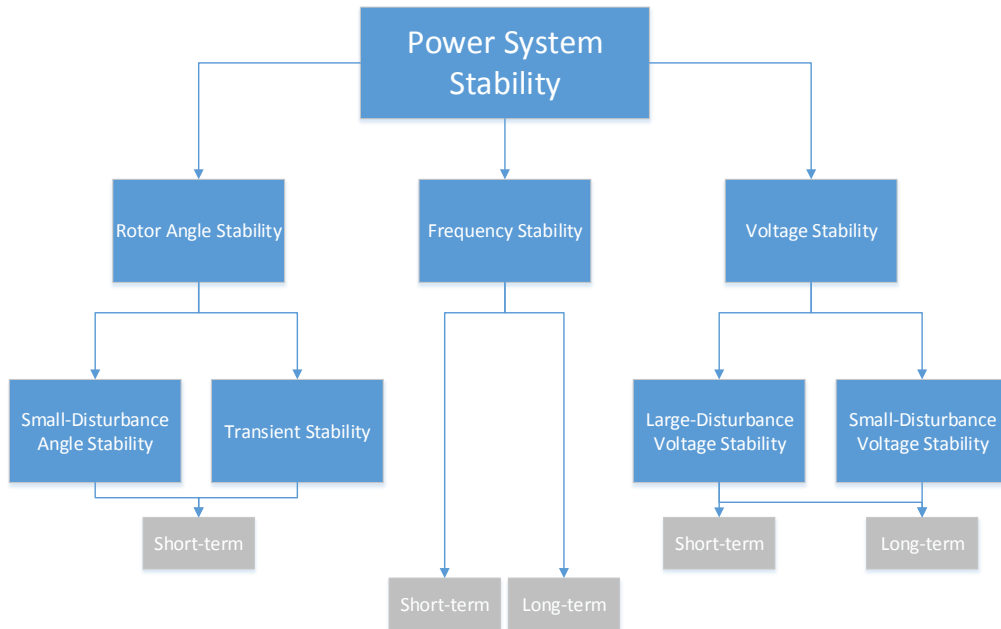 Power System
Stability
Rotor Angle Stability
Frequency Stability
Voltage Stability
Small-Disturbance
Angle Stability
Transient Stability
Large-Disturbance
Voltage Stability
Small-Disturbance
Voltage Stability
Short-term
Short-term
Long-term
Short-term
Long-term